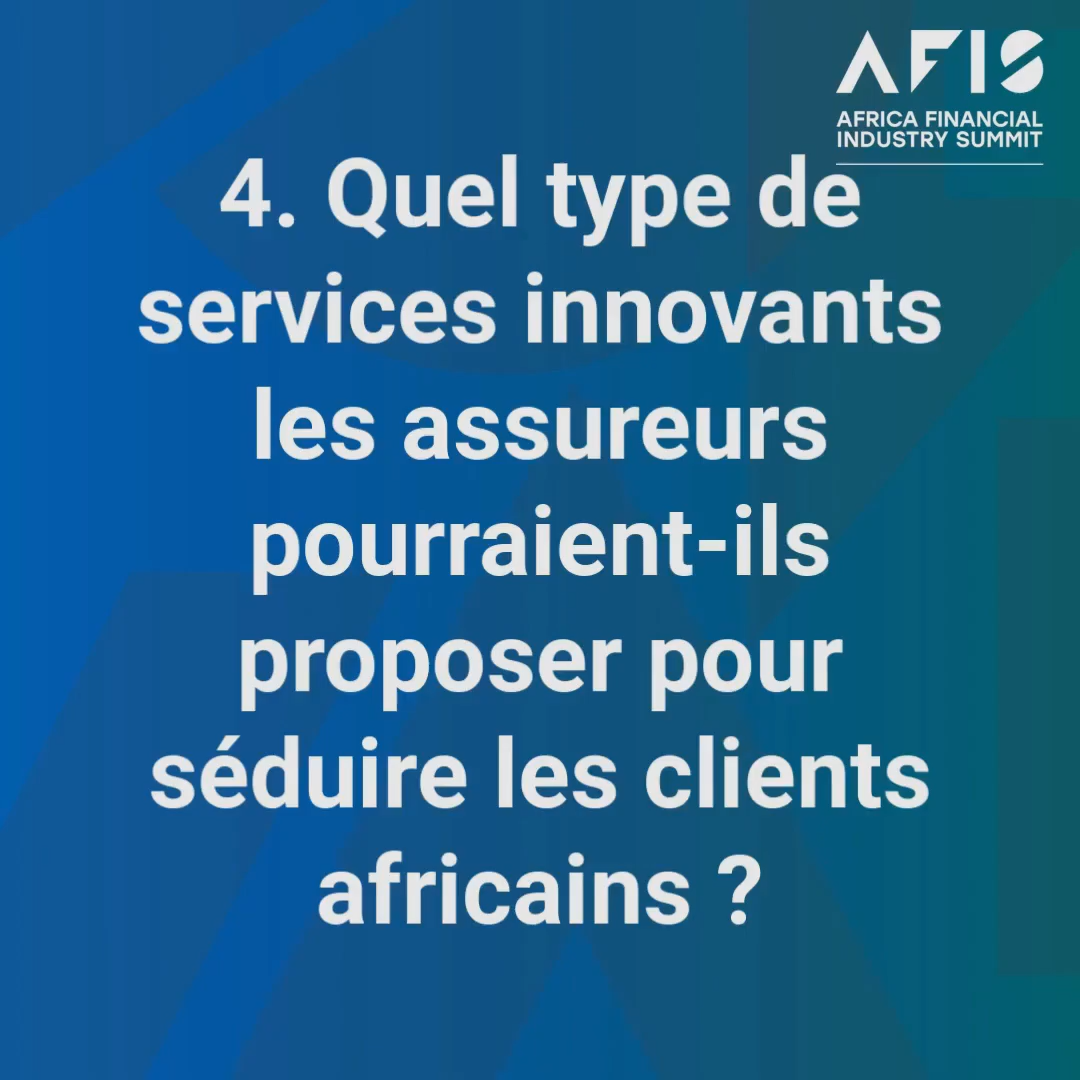 AFIS
AFRICA FINANCIAL
INDUSTRY SUMMIT
4. Quel type de
services innovants
les assureurs
pourraient-ils
proposer pour
séduire les clients
africains ?